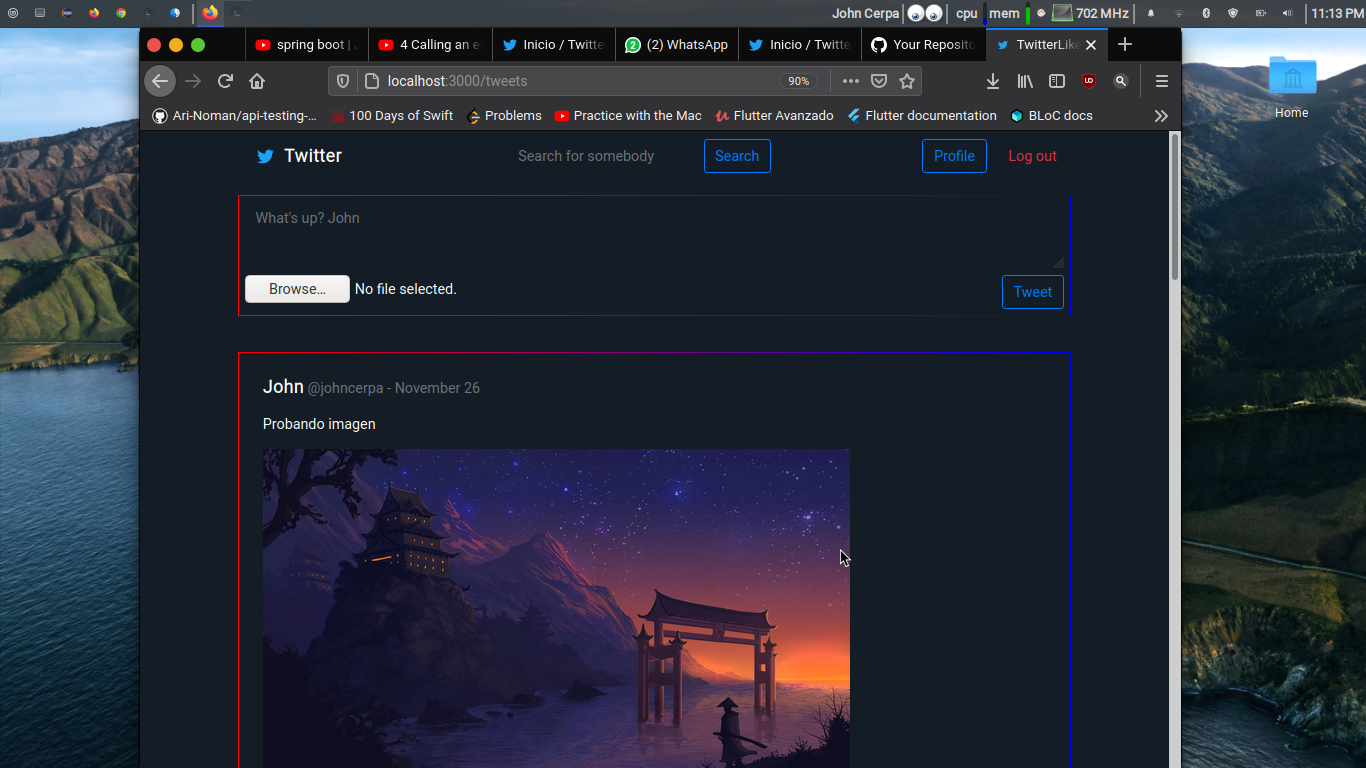 John Cerpa
cpu
mem
702 MHz
11:13 PM
spring boot |
4 Calling an e
Inicio / Twitte
(2) WhatsApp
Inicio / Twitte
Your Reposito
TwitterLike
localhost:3000/tweets
90%
Ari-Noman/api-testing-...
100 Days of Swift
Problems
Practice with the Mac
Flutter Avanzado
Flutter documentation
BLoC docs
Home
Twitter
Search for somebody
Search
Profile
Log out
What's up? John
Browse...
No file selected.
Tweet
John @johncerpa - November 26
Probando imagen